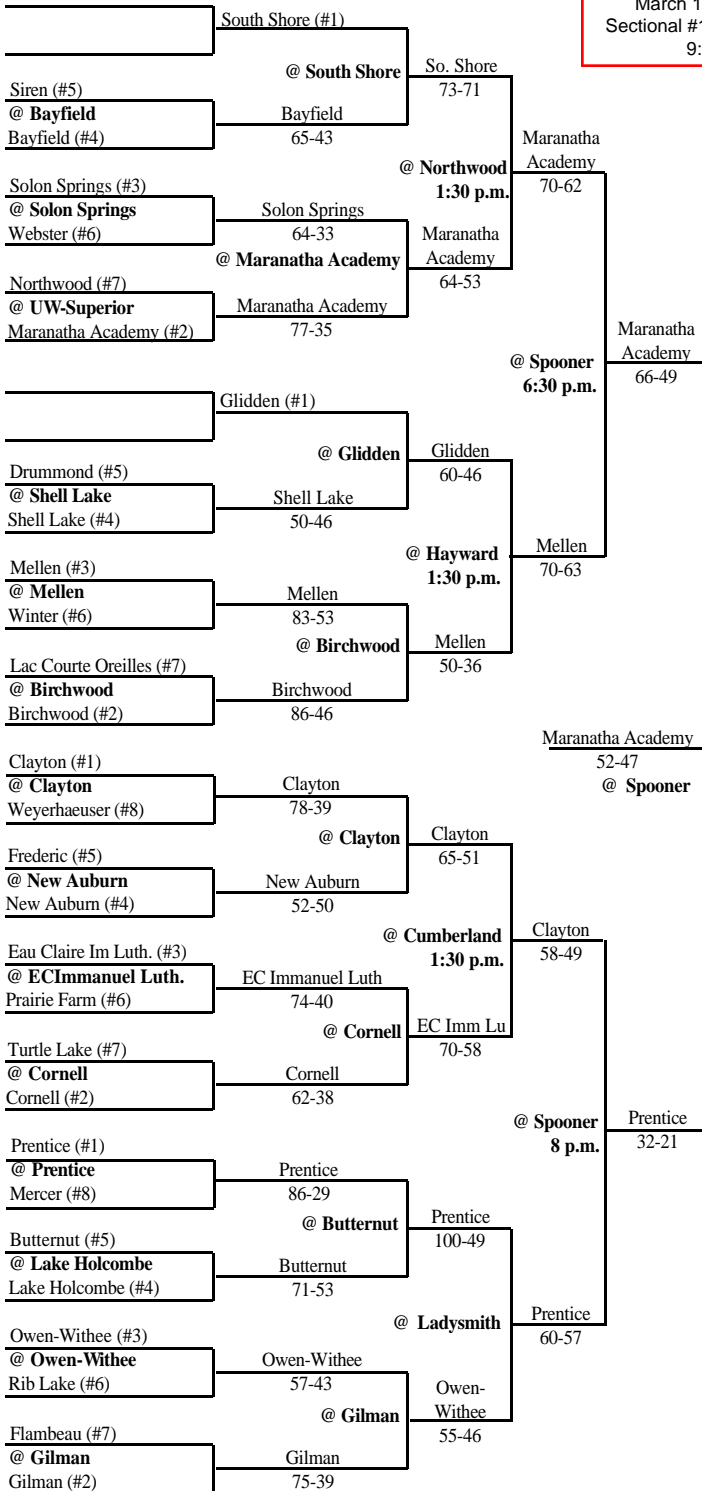 March 1
Sectional #1
9:
South Shore (#1)
@ South Shore
So. Shore
73-71
Siren (#5)
@ Bayfield
Bayfield (#4)
Bayfield
65-43
@ Northwood
1:30 p.m.
Maranatha
Academy
70-62
Solon Springs (#3)
@ Solon Springs
Webster (#6)
Solon Springs
64-33
@ Maranatha Academy
Maranatha
Academy
64-53
Northwood (#7)
@ UW-Superior
Maranatha Academy (#2)
Maranatha Academy
77-35
@ Spooner
6:30 p.m.
Maranatha
Academy
66-49
Glidden (#1)
@ Glidden
Glidden
60-46
Drummond (#5)
@ Shell Lake
Shell Lake (#4)
Shell Lake
50-46
@ Hayward
1:30 p.m.
Mellen
70-63
Mellen (#3)
@ Mellen
Winter (#6)
Mellen
83-53
@ Birchwood
Mellen
50-36
Lac Courte Oreilles (#7)
@ Birchwood
Birchwood (#2)
Birchwood
86-46
Maranatha Academy
52-47
@ Spooner
Clayton (#1)
@ Clayton
Weyerhaeuser (#8)
Clayton
78-39
@ Clayton
Clayton
65-51
Frederic (#5)
@ New Auburn
New Auburn (#4)
New Auburn
52-50
@ Cumberland
1:30 p.m.
Clayton
58-49
Eau Claire Im Luth. (#3)
@ ECImmanuel Luth.
Prairie Farm (#6)
EC Immanuel Luth
74-40
@ Cornell
EC Imm Lu
70-58
Turtle Lake (#7)
@ Cornell
Cornell (#2)
Cornell
62-38
@ Spooner
8 p.m.
Prentice
32-21
Prentice (#1)
@ Prentice
Mercer (#8)
Prentice
86-29
@ Butternut
Prentice
100-49
Butternut (#5)
@ Lake Holcombe
Lake Holcombe (#4)
Butternut
71-53
@ Ladysmith
Prentice
60-57
Owen-Withee (#3)
@ Owen-Withee
Rib Lake (#6)
Owen-Withee
57-43
@ Gilman
Owen-
Withee
55-46
Flambeau (#7)
@ Gilman
Gilman (#2)
Gilman
75-39